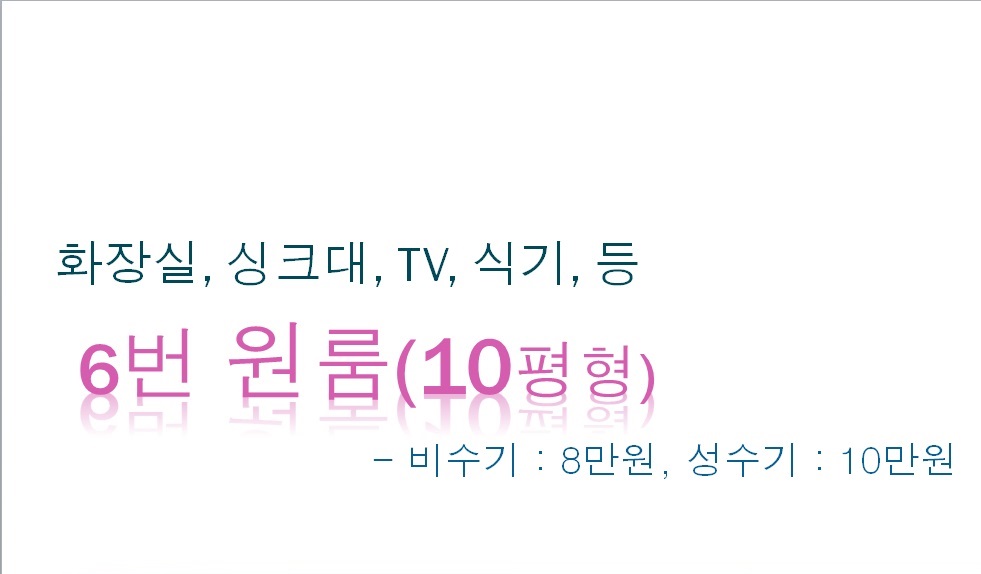 화장실, 싱크대, TV, 식기, 등
6번 원룸(10평형)
- 비수기 : 8만원, 성수기 : 10만원